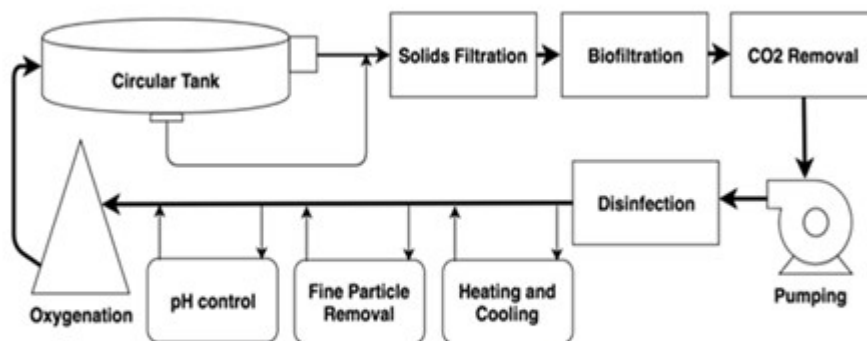 Circular Tank
Solids Filtration
Biofiltration
CO2 Removal
Disinfection
Pumping
Oxygenation
pH control
Fine Particle
Removal
Heating and
Cooling